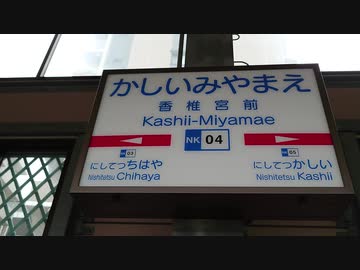 かしいみやまえ
香椎宮前
Kashii-Miyamae
NK 04
NK 03
NK 05
にしてつちはや
にしてつかしい
Nishitetsu Chihaya
Nishitetsu Kashii